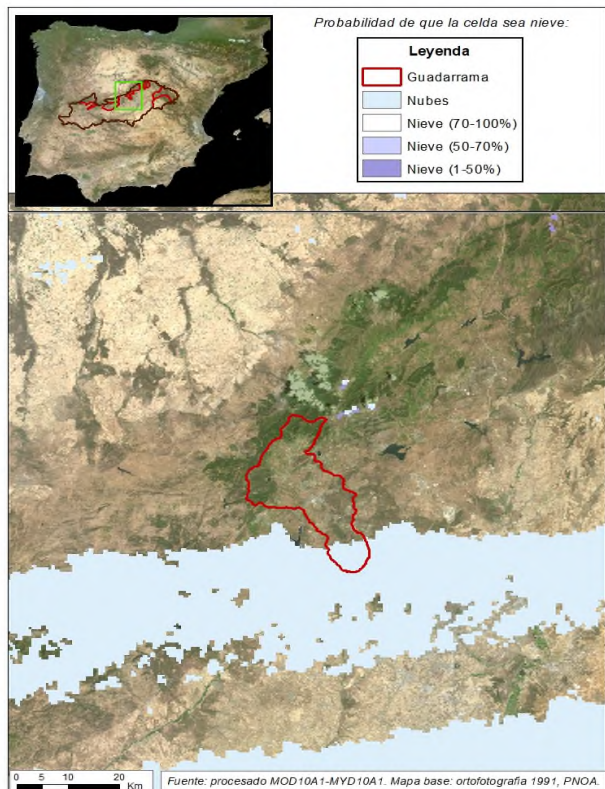 Probabilidad de que la celda sea nieve:
Leyenda
Guadarrama
Nubes
Nieve (70-100%)
Nieve (50-70%)
Nieve (1-50%)
0 5 10 20
Km
Fuente: procesado MOD10A1-MYD10A1. Mapa base: ortofotografia 1991, PNOA.